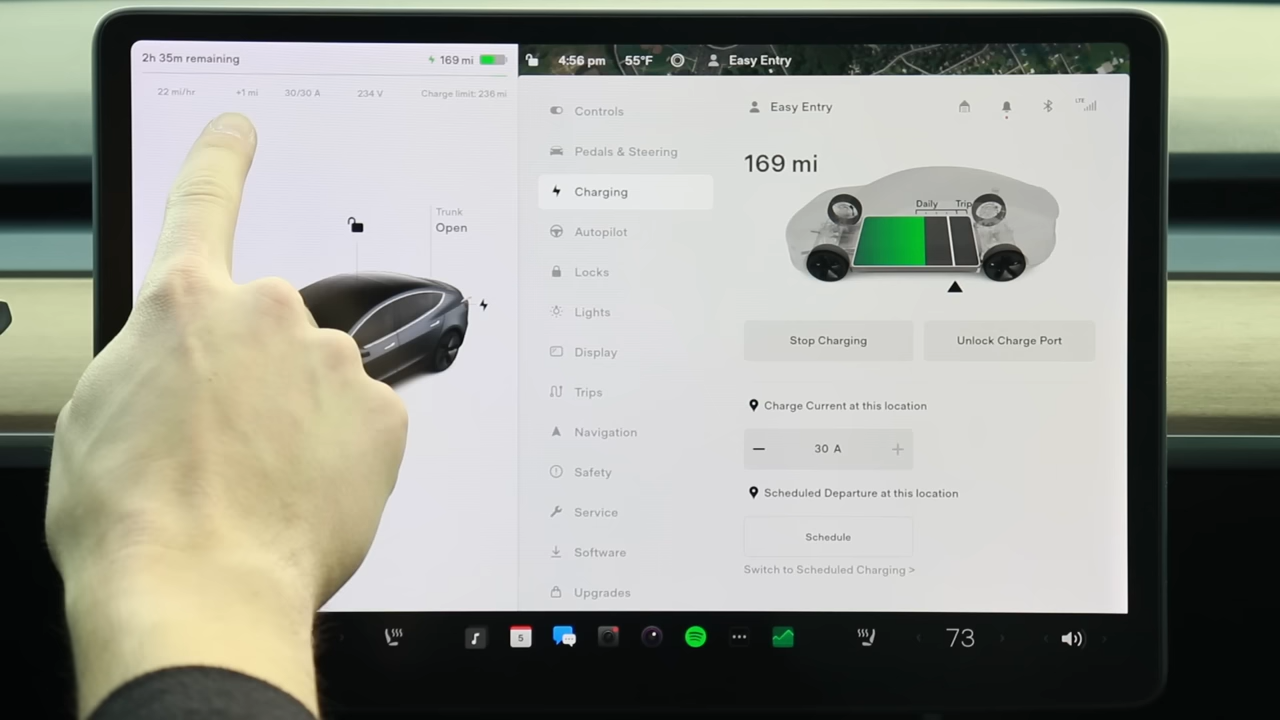 2h 35m remaining
169 mi
22 mi/hr +1 mi 30/30 A 234 V Charge limit: 236 mi
Trunk
Open
4:56 pm 55°F Easy Entry
Controls
Pedals & Steering
Charging
Autopilot
Locks
Lights
Display
Trips
Navigation
Safety
Service
Software
Upgrades
Easy Entry
LTE
169 mi
Daily Trip
Stop Charging Unlock Charge Port
Charge Current at this location
30 A
Scheduled Departure at this location
Schedule
Switch to Scheduled Charging >
5
73